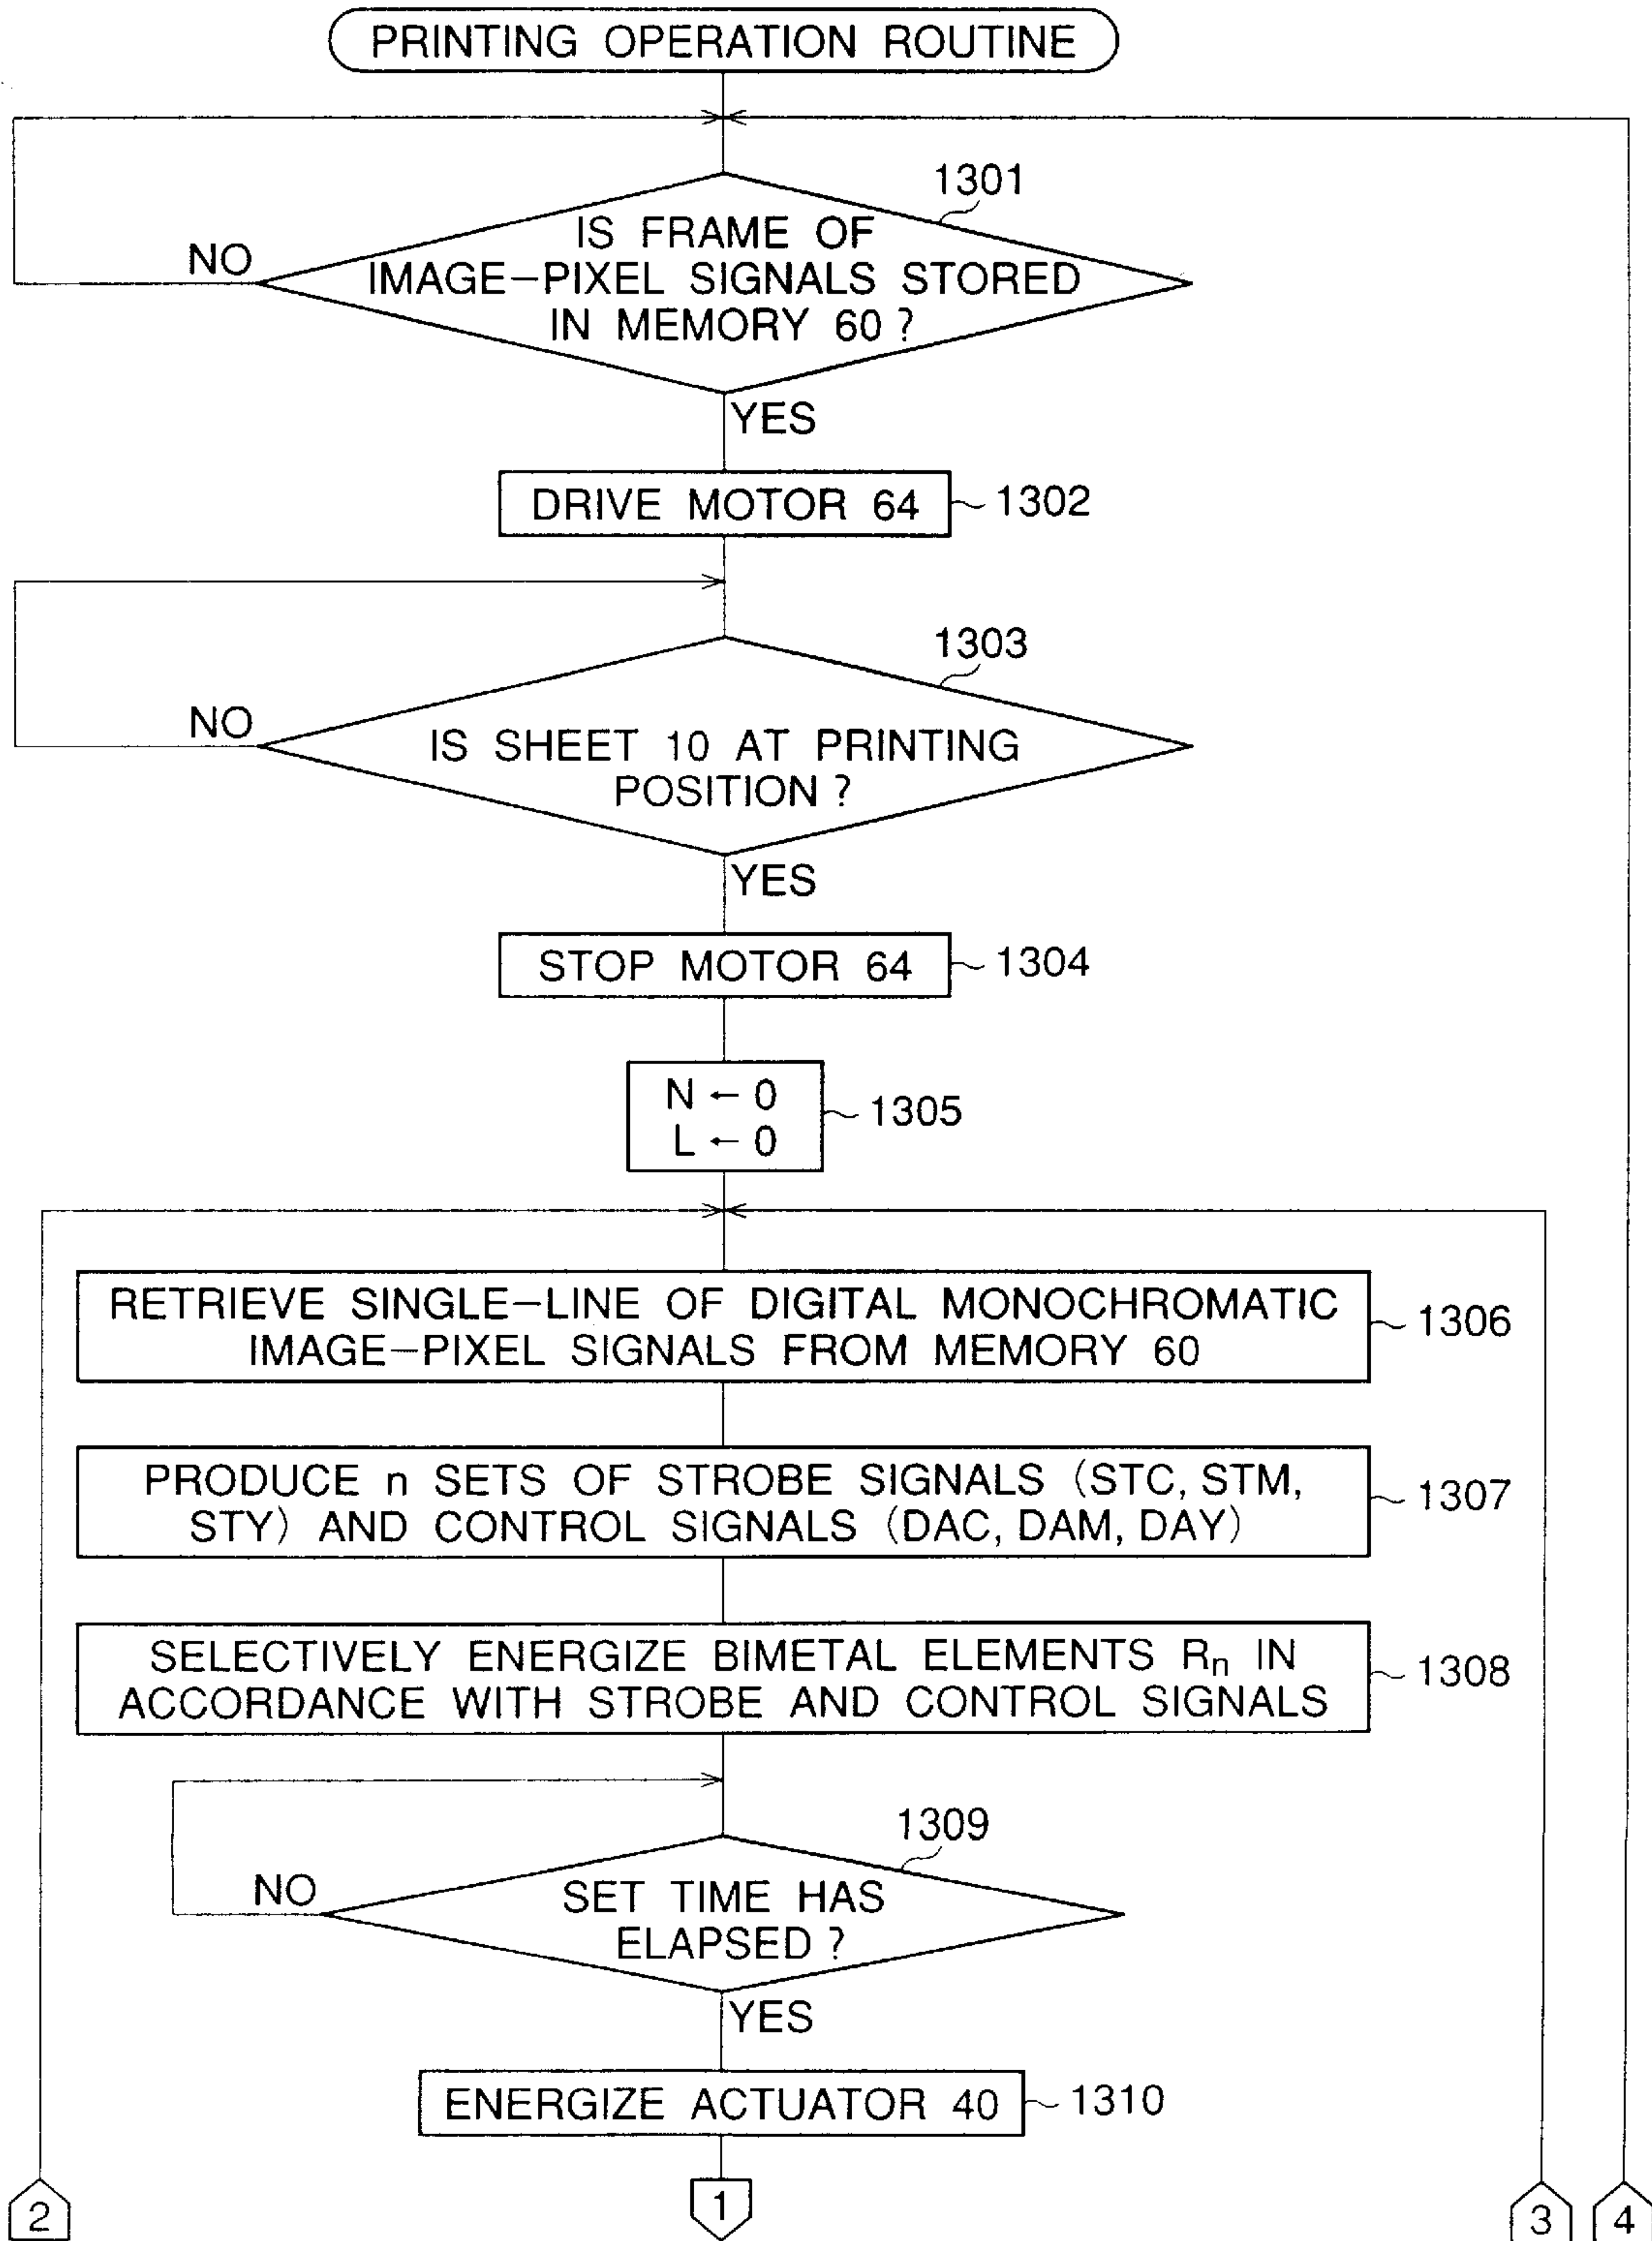 PRINTING OPERATION ROUTINE
1301
IS FRAME OF
IMAGE-PIXEL SIGNALS STORED
IN MEMORY 60 ?
NO
YES
DRIVE MOTOR 64
1302
1303
NO
IS SHEET 10 AT PRINTING
POSITION ?
YES
STOP MOTOR 64
1304
N ← 0
L ← 0
1305
RETRIEVE SINGLE-LINE OF DIGITAL MONOCHROMATIC
IMAGE-PIXEL SIGNALS FROM MEMORY 60
1306
PRODUCE n SETS OF STROBE SIGNALS (STC, STM,
STY) AND CONTROL SIGNALS (DAC, DAM, DAY)
1307
SELECTIVELY ENERGIZE BIMETAL ELEMENTS Rn IN
ACCORDANCE WITH STROBE AND CONTROL SIGNALS
1308
1309
NO
SET TIME HAS
ELAPSED ?
YES
ENERGIZE ACTUATOR 40
1310
2
1
3
4